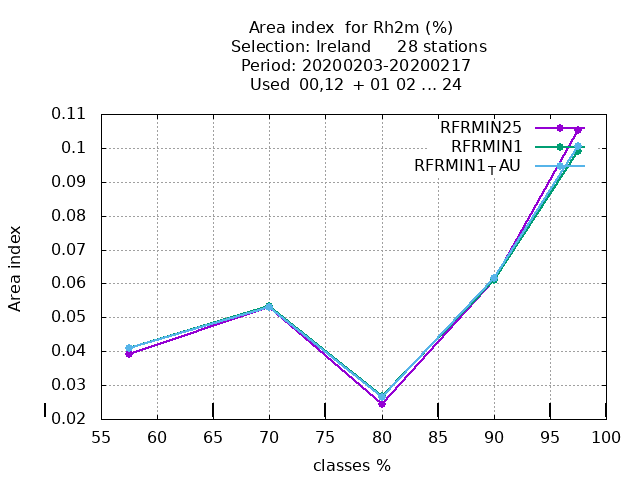 Area index  for Rh2m (%)
Selection: Ireland     28 stations
Period: 20200203-20200217
Used  00,12  + 01 02 ... 24
RFRMIN25
RFRMIN1
RFRMIN1TAU
0.11
0.1
0.09
0.08
0.07
0.06
0.05
0.04
0.03
0.02
Area index
55 60 65 70 75 80 85 90 95 100
classes %